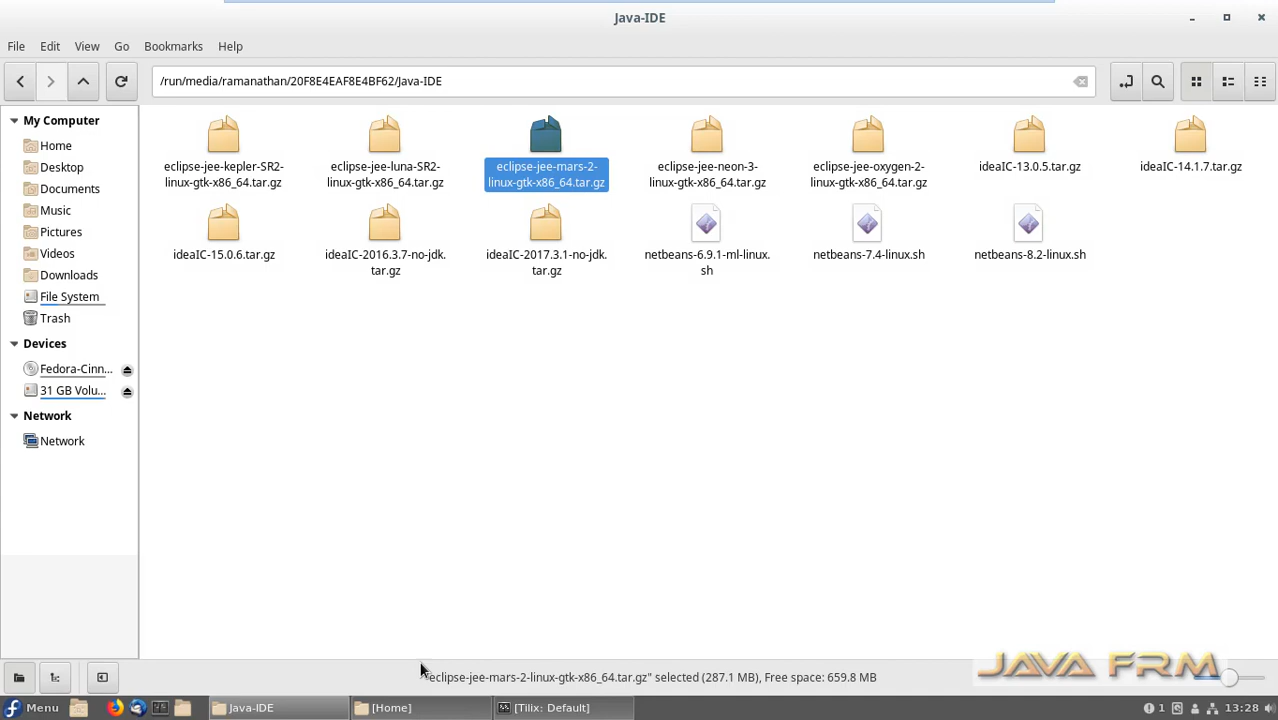 Java-IDE
File Edit View Go Bookmarks Help
/run/media/ramanathan/20F8E4EAF8E4BF62/Java-IDE
My Computer
Home
Desktop
Documents
Music
Pictures
Videos
Downloads
File System
Trash
Devices
Fedora-Cinn...
31 GB Volu...
Network
Network
eclipse-jee-kepler-SR2-
linux-gtk-x86_64.tar.gz
eclipse-jee-luna-SR2-
linux-gtk-x86_64.tar.gz
eclipse-jee-mars-2-
linux-gtk-x86_64.tar.gz
eclipse-jee-neon-3-
linux-gtk-x86_64.tar.gz
eclipse-jee-oxygen-2-
linux-gtk-x86_64.tar.gz
ideaIC-13.0.5.tar.gz
ideaIC-14.1.7.tar.gz
ideaIC-15.0.6.tar.gz
ideaIC-2016.3.7-no-jdk.
tar.gz
ideaIC-2017.3.1-no-jdk.
tar.gz
netbeans-6.9.1-ml-linux.
sh
netbeans-7.4-linux.sh
netbeans-8.2-linux.sh
"eclipse-jee-mars-2-linux-gtk-x86_64.tar.gz" selected (287.1 MB), Free space: 659.8 MB
JAVA FRM
Menu
Java-IDE
[Home]
[Tilix: Default]
1
13:28